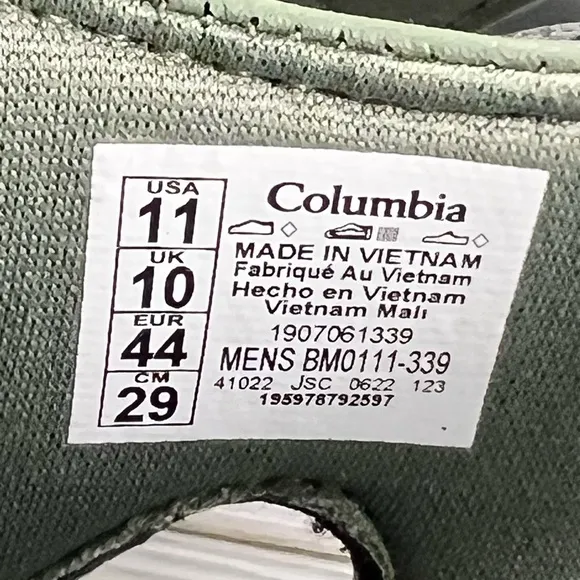 USA
11
UK
10
EUR
44
CM
29
Columbia
MADE IN VIETNAM
Fabriqué Au Vietnam
Hecho en Vietnam
Vietnam Malı
1907061339
MENS BM0111-339
41022 JSC 0622 123
195978792597